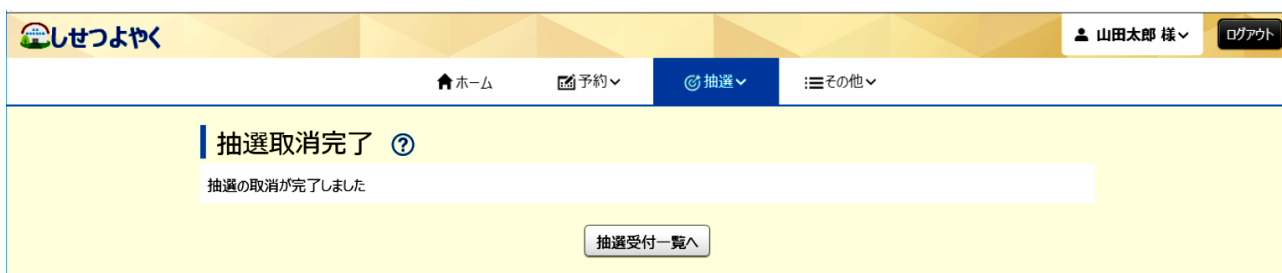 しせつよやく
山田太郎 様
ログアウト
ホーム 予約 抽選 その他
抽選取消完了 ?
抽選の取消が完了しました
抽選受付一覧へ